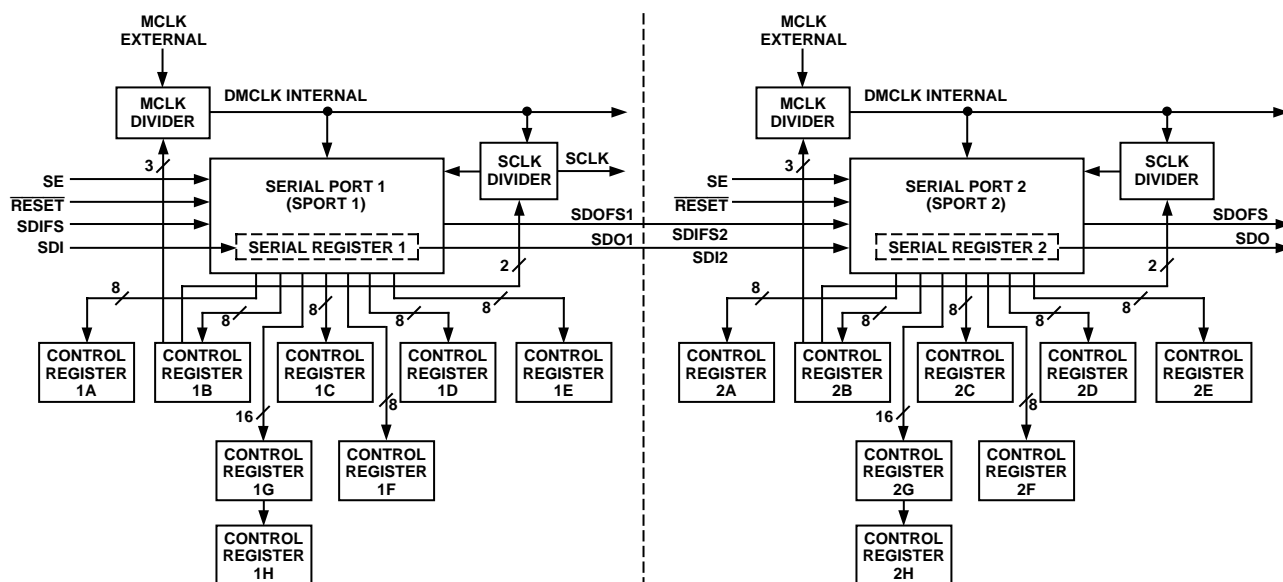 MCLK
EXTERNAL
MCLK
DIVIDER
DMCLK INTERNAL
3
SE
RESET
SDIFS
SDI
SERIAL PORT 1
(SPORT 1)
SERIAL REGISTER 1
SCLK
DIVIDER
SCLK
SDOFS1
SDO1
2
8
8
8
8
8
CONTROL
REGISTER
1A
CONTROL
REGISTER
1B
CONTROL
REGISTER
1C
CONTROL
REGISTER
1D
CONTROL
REGISTER
1E
16
8
CONTROL
REGISTER
1G
CONTROL
REGISTER
1F
CONTROL
REGISTER
1H
MCLK
EXTERNAL
MCLK
DIVIDER
DMCLK INTERNAL
3
SE
RESET
SDIFS2
SDI2
SERIAL PORT 2
(SPORT 2)
SERIAL REGISTER 2
SCLK
DIVIDER
SDOFS
SDO
2
8
8
8
8
8
CONTROL
REGISTER
2A
CONTROL
REGISTER
2B
CONTROL
REGISTER
2C
CONTROL
REGISTER
2D
CONTROL
REGISTER
2E
16
8
CONTROL
REGISTER
2G
CONTROL
REGISTER
2F
CONTROL
REGISTER
2H